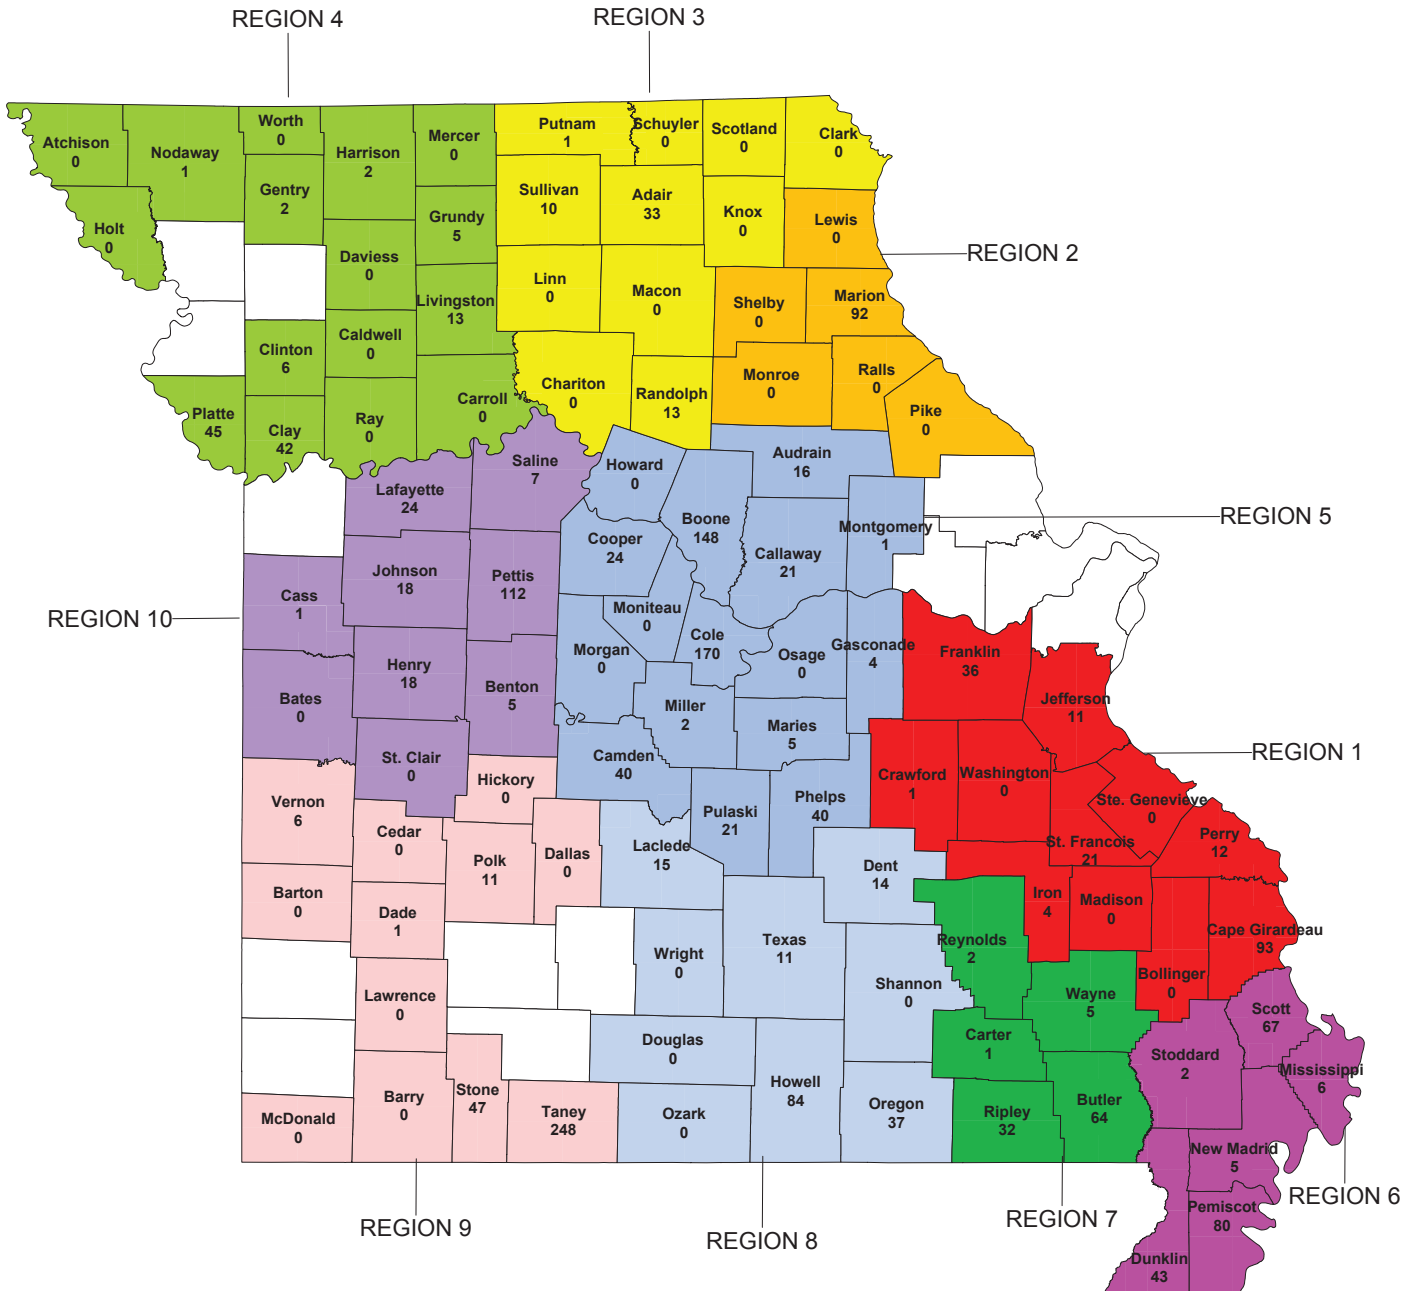 REGION 4
REGION 3
Atchison
0
Nodaway
1
Worth
0
Gentry
2
Harrison
2
Mercer
0
Grundy
5
Holt
0
Daviess
0
Livingston
13
Clinton
6
Caldwell
0
Platte
45
Clay
42
Ray
0
Carroll
0
Putnam
1
Schuyler
0
Scotland
0
Clark
0
Sullivan
10
Adair
33
Knox
0
Linn
0
Macon
0
Chariton
0
Randolph
13
Lewis
0
REGION 2
Shelby
0
Marion
92
Monroe
0
Ralls
0
Pike
0
Saline
7
Lafayette
24
Johnson
18
Pettis
112
Cass
1
REGION 10
Henry
18
Benton
5
Bates
0
St. Clair
0
Howard
0
Boone
148
Audrain
16
Montgomery
1
REGION 5
Cooper
24
Callaway
21
Moniteau
0
Morgan
0
Cole
170
Osage
0
Gasconade
4
Miller
2
Maries
5
Camden
40
Pulaski
21
Phelps
40
Franklin
36
Jefferson
11
REGION 1
Crawford
1
Washington
0
Ste. Genevieve
0
St. Francois
21
Perry
12
Iron
4
Madison
0
Cape Girardeau
93
Bollinger
0
Vernon
6
Hickory
0
Cedar
0
Polk
11
Dallas
0
Barton
0
Dade
1
Lawrence
0
Barry
0
Stone
47
Taney
248
McDonald
0
Laclede
15
Dent
14
Wright
0
Texas
11
Shannon
0
Douglas
0
Howell
84
Ozark
0
Oregon
37
Reynolds
2
Wayne
5
Carter
1
Ripley
32
Butler
64
Scott
67
Stoddard
2
Mississippi
6
New Madrid
5
Pemiscot
80
Dunklin
43
REGION 6
REGION 7
REGION 9
REGION 8